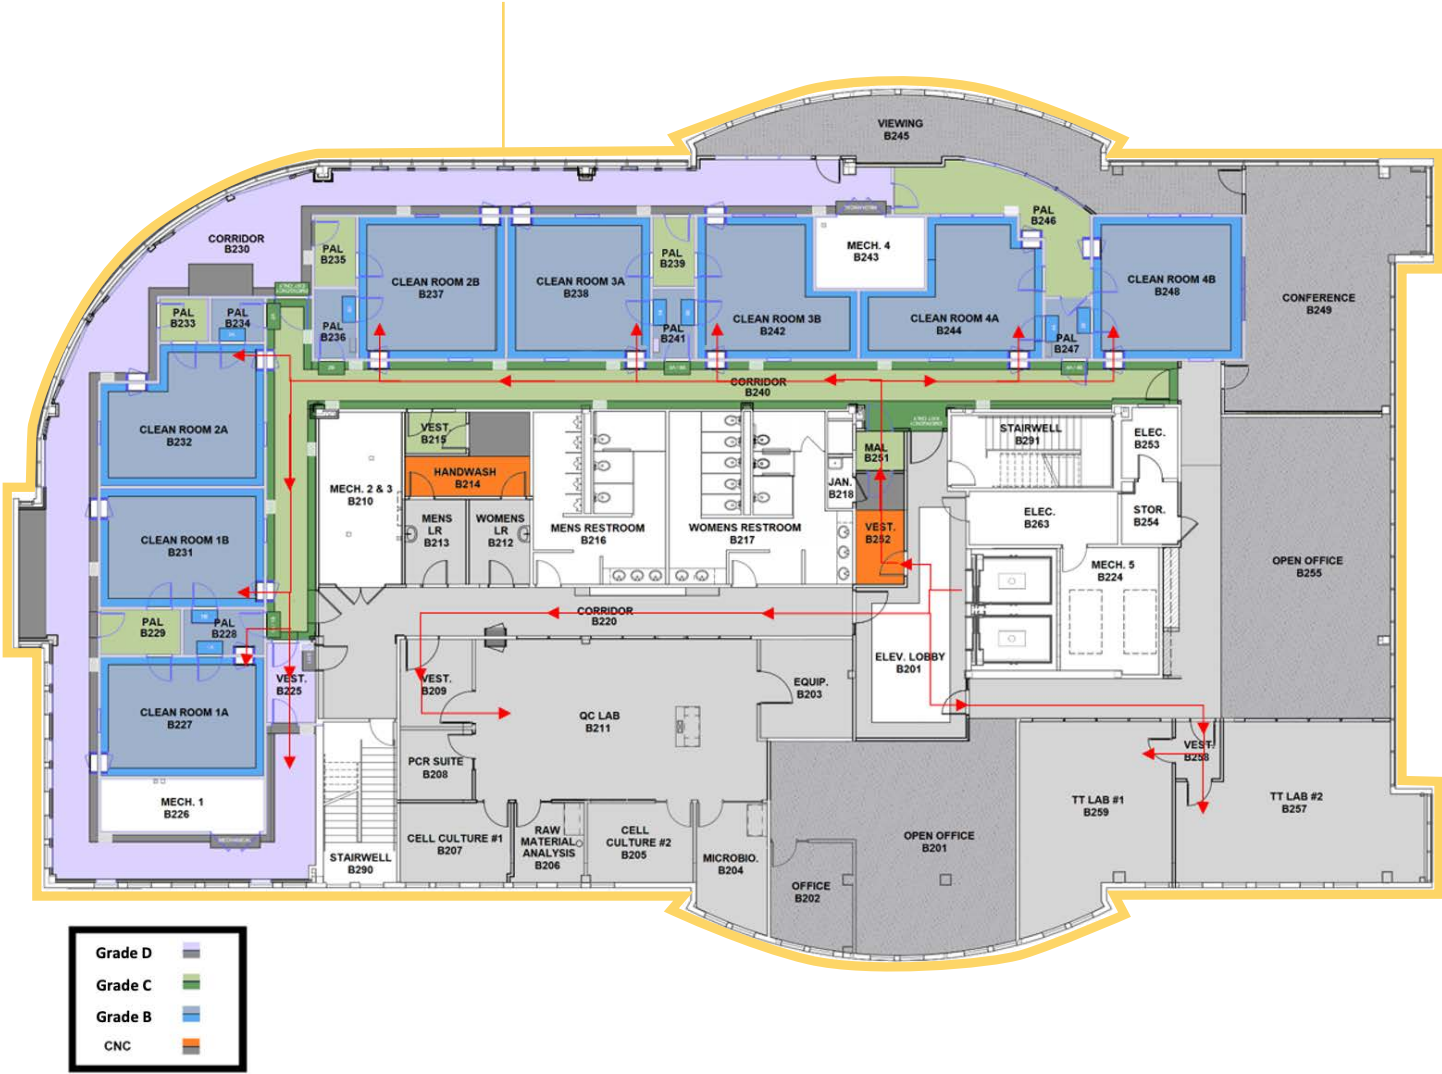 VIEWING
B245
PAL
B246
CORRIDOR
B230
PAL
B235
PAL
B239
MECH. 4
B243
CLEAN ROOM 2B
B237
CLEAN ROOM 3A
B238
CLEAN ROOM 4B
B248
CONFERENCE
B249
PAL
B233
PAL
B234
PAL
B236
PAL
B241
CLEAN ROOM 3B
B242
CLEAN ROOM 4A
B244
PAL
B247
CORRIDOR
B240
CLEAN ROOM 2A
B232
VEST.
B215
STAIRWELL
B291
ELEC.
B253
MAL
B251
HANDWASH
B214
MECH. 2 & 3
B210
JAN.
B218
MENS
LR
B213
WOMENS
LR
B212
MENS RESTROOM
B216
WOMENS RESTROOM
B217
VEST.
B252
ELEC.
B263
STOR.
B254
CLEAN ROOM 1B
B231
MECH. 5
B224
OPEN OFFICE
B255
CORRIDOR
B220
PAL
B229
PAL
B228
ELEV. LOBBY
B201
VEST.
B225
VEST.
B209
EQUIP.
B203
CLEAN ROOM 1A
B227
QC LAB
B211
VEST.
B258
PCR SUITE
B208
MECH. 1
B226
TT LAB #1
B259
TT LAB #2
B257
CELL CULTURE #1
B207
RAW
MATERIAL
ANALYSIS
B206
CELL
CULTURE #2
B205
MICROBIO.
B204
OPEN OFFICE
B201
STAIRWELL
B290
OFFICE
B202
Grade D
Grade C
Grade B
CNC